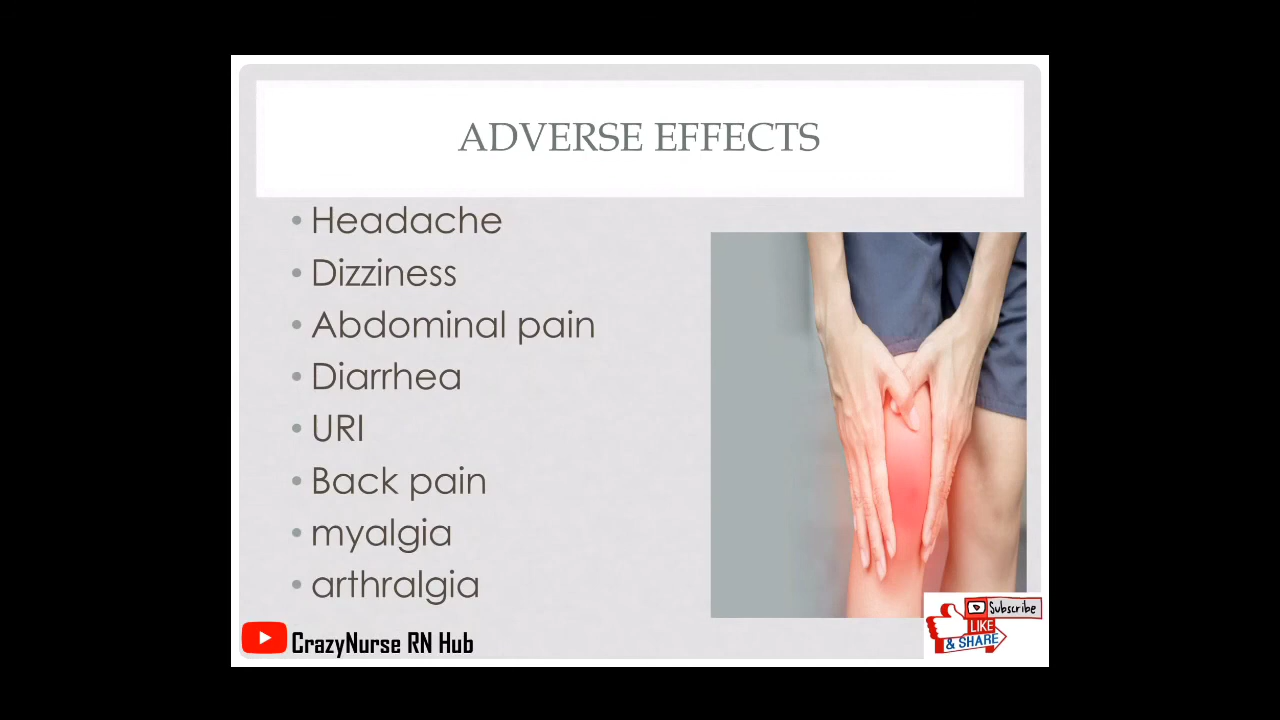 ADVERSE EFFECTS
• Headache
• Dizziness
• Abdominal pain
• Diarrhea
• URI
• Back pain
• myalgia
• arthralgia
CrazyNurse RN Hub
Subscribe
LIKE
& SHARE